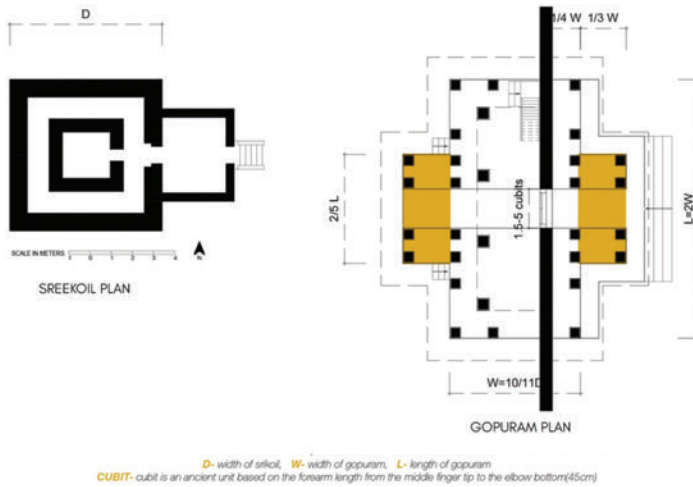 D
1/4 W
1/3 W
2/5 L
1.5-5 cubits
L=2W
SCALE IN METERS
1 0 1 2 3 4
N
SREEKOIL PLAN
W=10/11D
GOPURAM PLAN
D- width of srikoil, W- width of gopuram, L- length of gopuram
CUBIT- cubit is an ancient unit based on the forearm length from the middle finger tip to the elbow bottom(45cm)